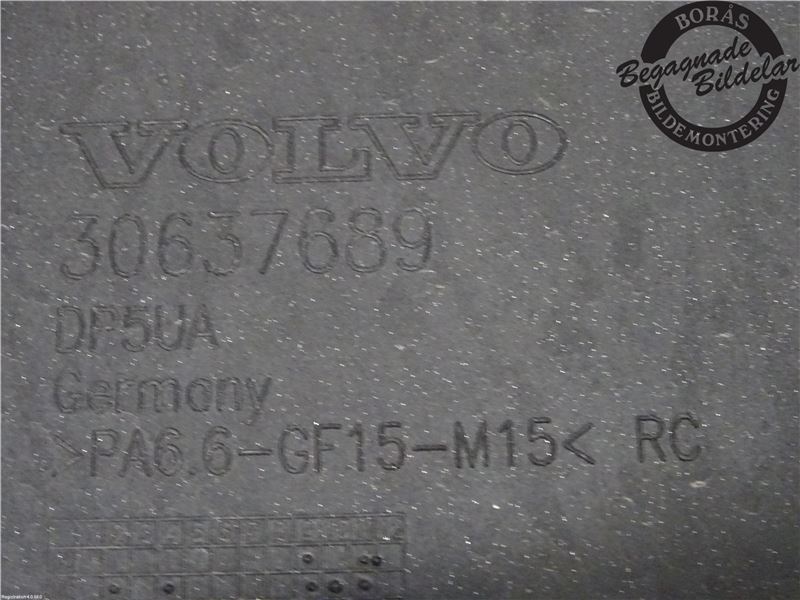 BORÅS
Begagnade
Bildelar
BILDEMONTERING
VOLVO
30637689
DP5UA
Germany
>PA6.6-GF15-M15< RC